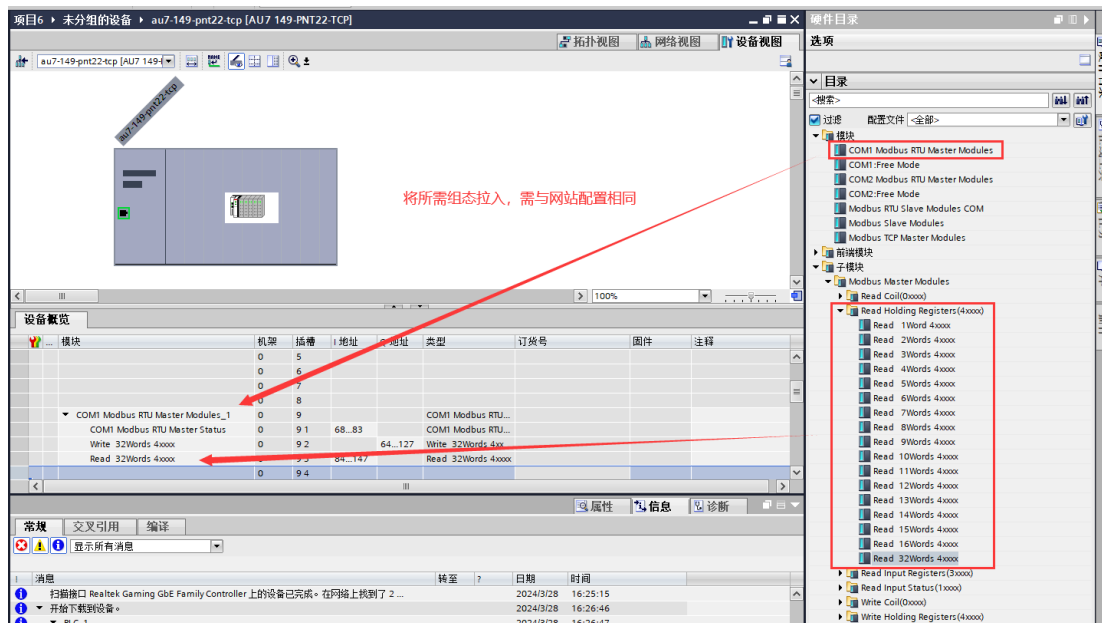 项目6 ▸ 未分组的设备 ▸ au7-149-pnt22-tcp [AU7 149-PNT22-TCP]
拓扑视图 网络视图 设备视图
au7-149-pnt22-tcp [AU7 149-
au7-149-pnt22-tcp
将所需组态拉入，需与网站配置相同
100%
设备概览
... 模块 机架 插槽 I 地址 地址 类型 订货号 固件 注释
0 5
0 6
0 7
0 8
COM1 Modbus RTU Master Modules_1 0 9 COM1 Modbus RTU...
COM1 Modbus RTU Master Status 0 9 1 68...83 COM1 Modbus RTU...
Write 32Words 4xxxx 0 9 2 64...127 Write 32Words 4xx
Read 32Words 4xxxx 0 9 3 84...147 Read 32Words 4xxxx
0 9 4
属性 信息 诊断
常规 交叉引用 编译
显示所有消息
! 消息 转至 ? 日期 时间
扫描接口 Realtek Gaming GbE Family Controller 上的设备已完成。在网络上找到了 2 ... 2024/3/28 16:25:15
开始下载到设备。 2024/3/28 16:26:46
PLC_1 2024/3/28 16:26:47
硬件目录
选项
目录
<搜索>
过滤 配置文件 <全部>
模块
COM1 Modbus RTU Master Modules
COM1:Free Mode
COM2 Modbus RTU Master Modules
COM2:Free Mode
Modbus RTU Slave Modules COM
Modbus Slave Modules
Modbus TCP Master Modules
前端模块
子模块
Modbus Master Modules
Read Coil(0xxxx)
Read Holding Registers(4xxxx)
Read 1Word 4xxxx
Read 2Words 4xxxx
Read 3Words 4xxxx
Read 4Words 4xxxx
Read 5Words 4xxxx
Read 6Words 4xxxx
Read 7Words 4xxxx
Read 8Words 4xxxx
Read 9Words 4xxxx
Read 10Words 4xxxx
Read 11Words 4xxxx
Read 12Words 4xxxx
Read 13Words 4xxxx
Read 14Words 4xxxx
Read 15Words 4xxxx
Read 16Words 4xxxx
Read 32Words 4xxxx
Read Input Registers(3xxxx)
Read Input Status(1xxxx)
Write Coil(0xxxx)
Write Holding Registers(4xxxx)